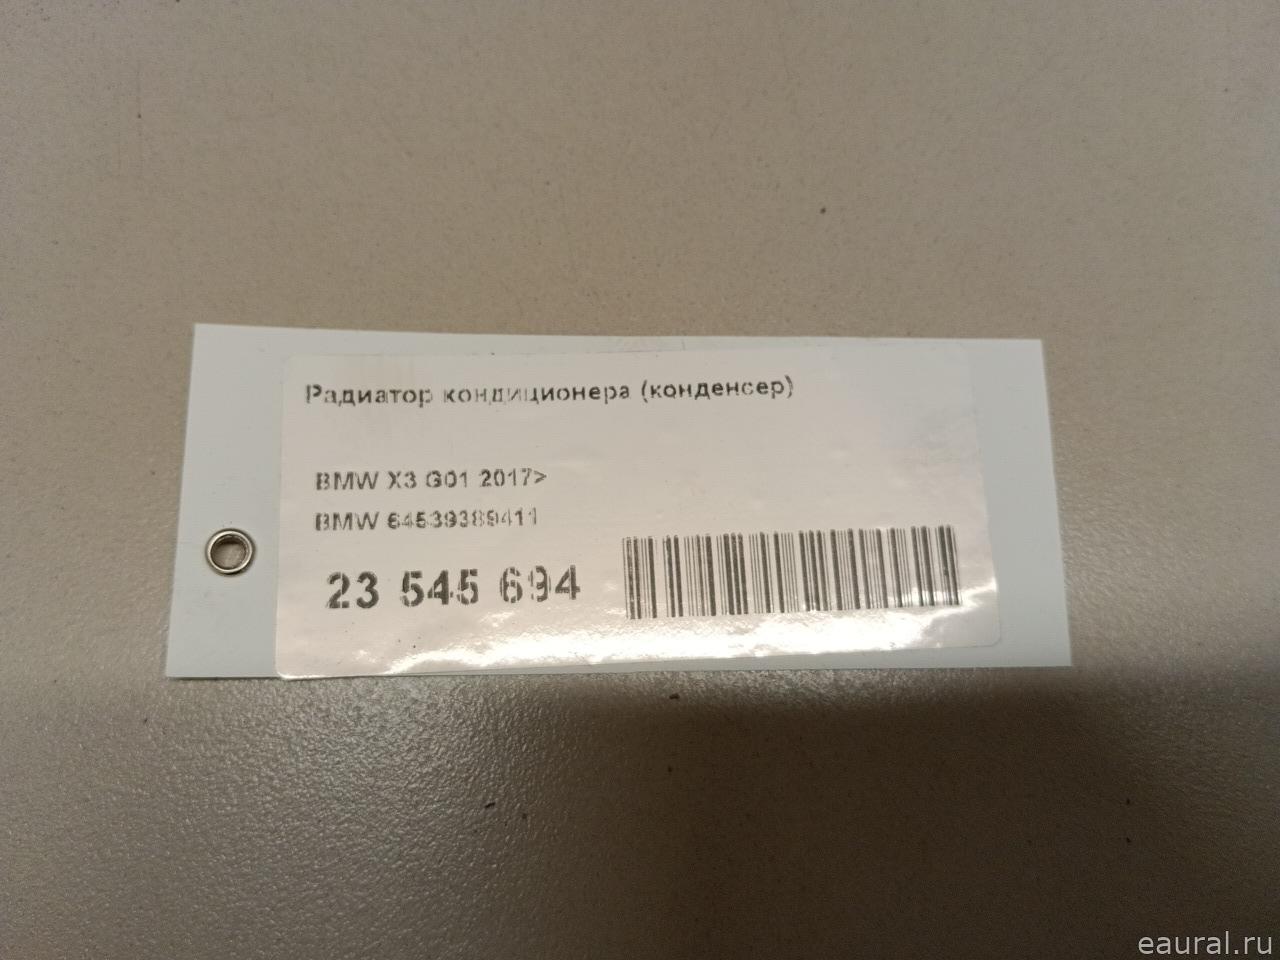 Радиатор кондиционера (конденсер)
BMW X3 G01 2017>
BMW 64539389411
23 545 694
eaural.ru